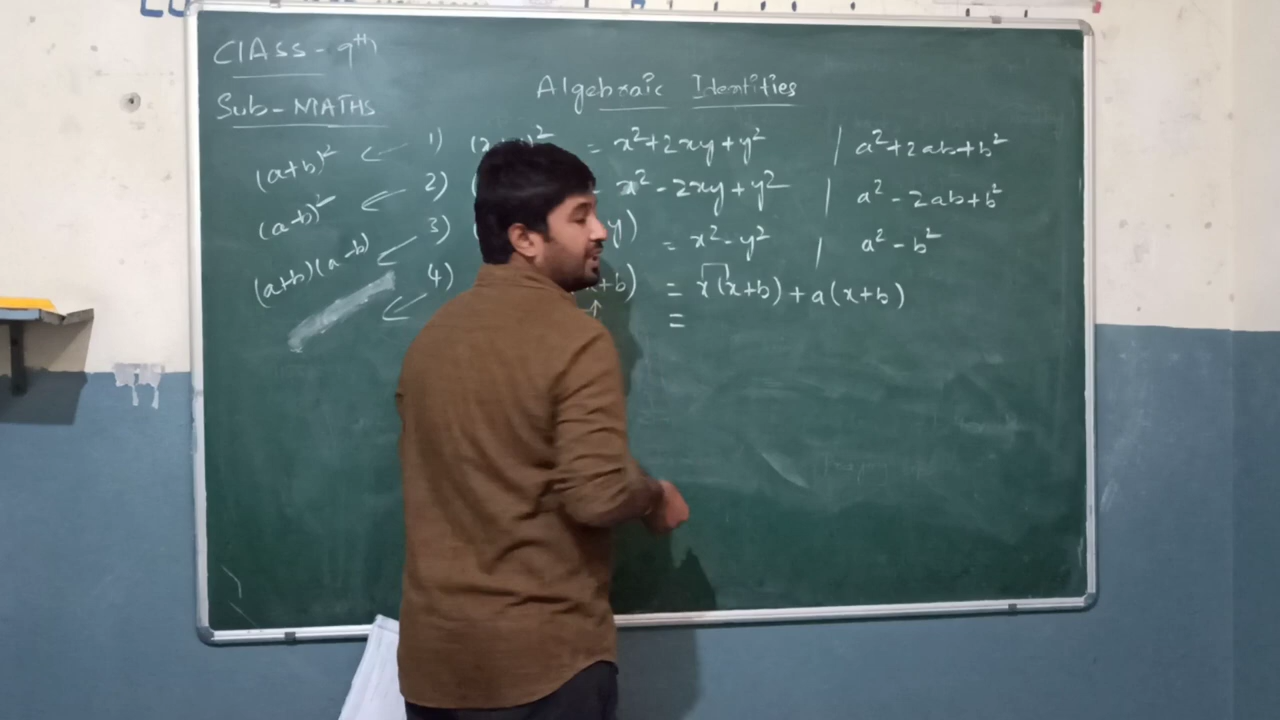 CLASS - 9th
Algebraic Identities
Sub - MATHS
(a+b)² ← 1) ² = x²+2xy+y² | a²+2ab+b²
(a-b)² ← 2) ( - x²-2xy+y² | a²-2ab+b²
(a+b)(a-b) ← 3) ( y) = x²-y² | a²-b²
← 4) x+b) = x(x+b)+a(x+b)
↑ =